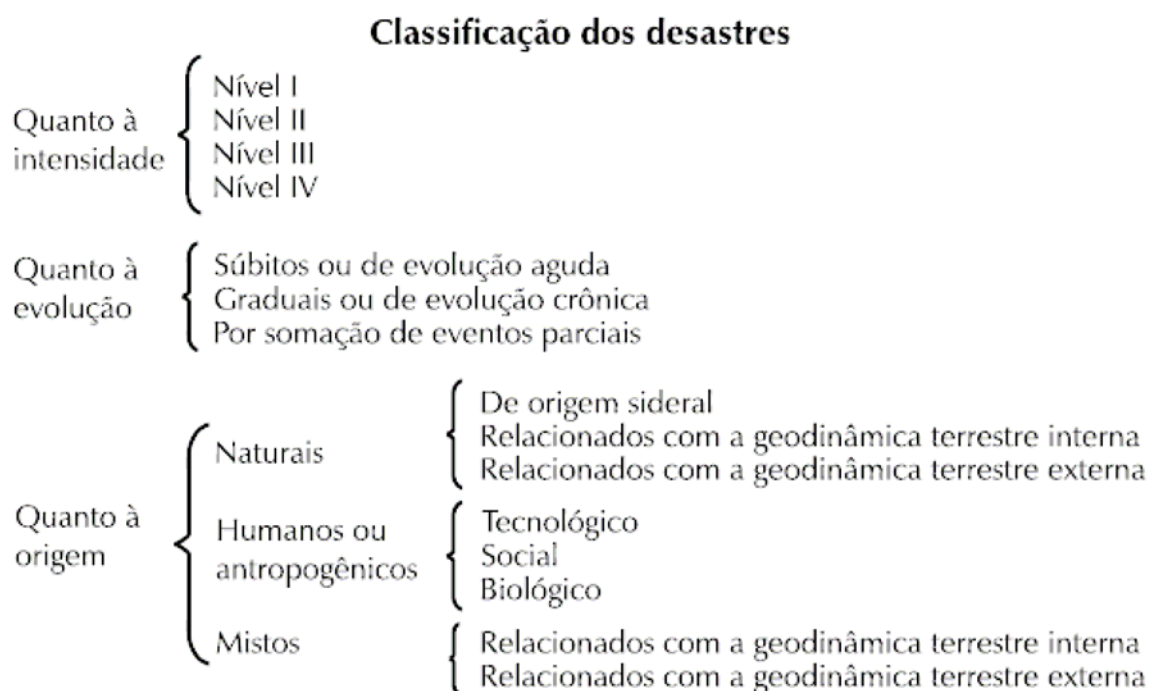 Classificação dos desastres
Quanto à
intensidade
Nível I
Nível II
Nível III
Nível IV
Quanto à
evolução
Súbitos ou de evolução aguda
Graduais ou de evolução crônica
Por somação de eventos parciais
Quanto à
origem
Naturais
De origem sideral
Relacionados com a geodinâmica terrestre interna
Relacionados com a geodinâmica terrestre externa
Humanos ou
antropogênicos
Tecnológico
Social
Biológico
Mistos
Relacionados com a geodinâmica terrestre interna
Relacionados com a geodinâmica terrestre externa